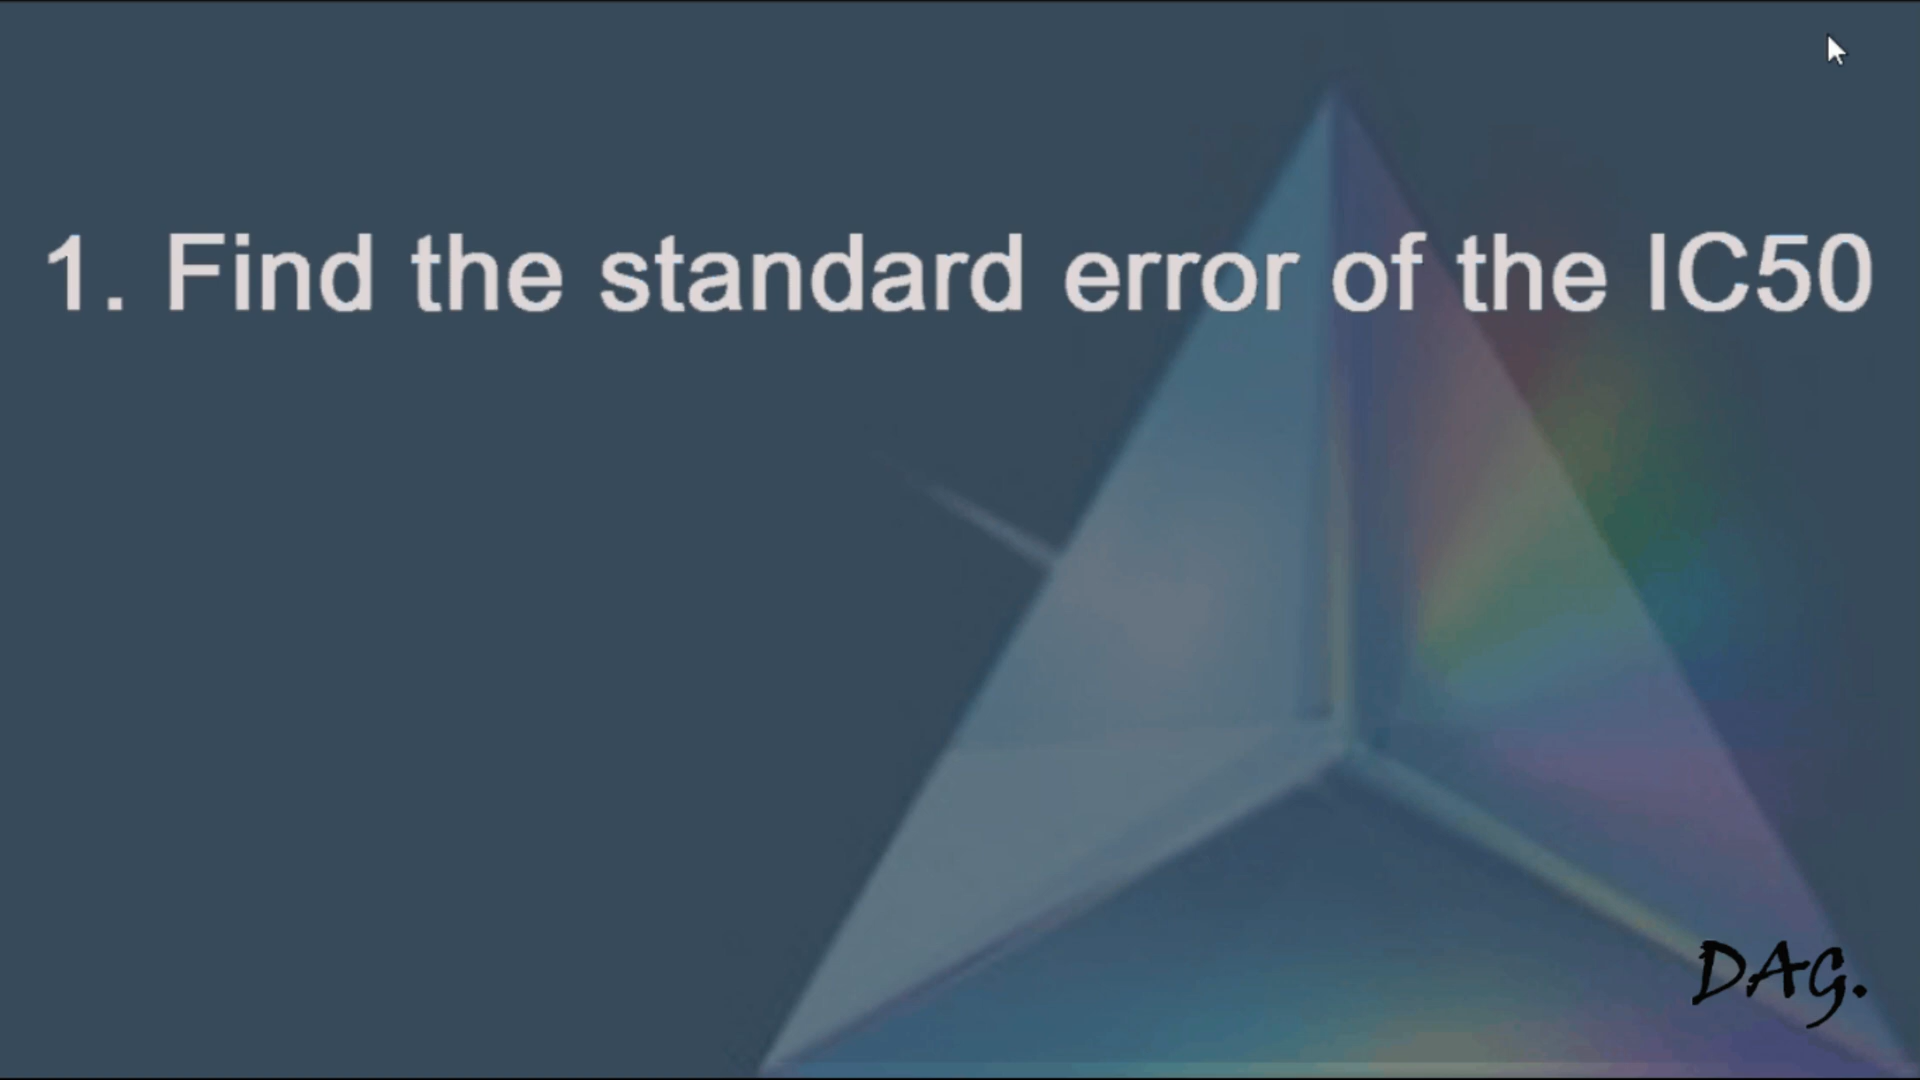 1. Find the standard error of the IC50
DAG.